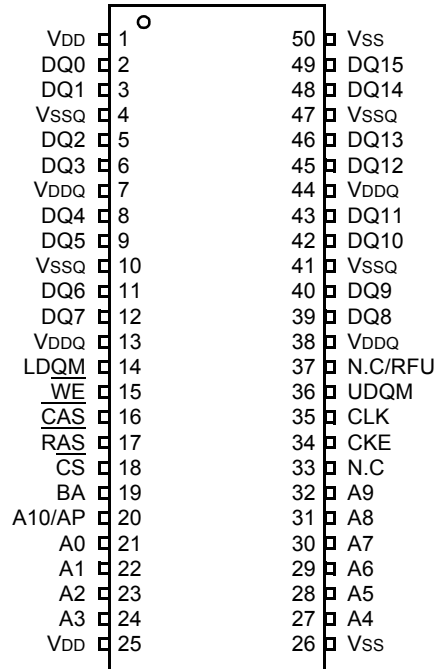 VDD 1 50 VSS
DQ0 2 49 DQ15
DQ1 3 48 DQ14
VSSQ 4 47 VSSQ
DQ2 5 46 DQ13
DQ3 6 45 DQ12
VDDQ 7 44 VDDQ
DQ4 8 43 DQ11
DQ5 9 42 DQ10
VSSQ 10 41 VSSQ
DQ6 11 40 DQ9
DQ7 12 39 DQ8
VDDQ 13 38 VDDQ
LDQM 14 37 N.C/RFU
W̅E̅ 15 36 UDQM
C̅A̅S̅ 16 35 CLK
R̅A̅S̅ 17 34 CKE
C̅S̅ 18 33 N.C
BA 19 32 A9
A10/AP 20 31 A8
A0 21 30 A7
A1 22 29 A6
A2 23 28 A5
A3 24 27 A4
VDD 25 26 VSS